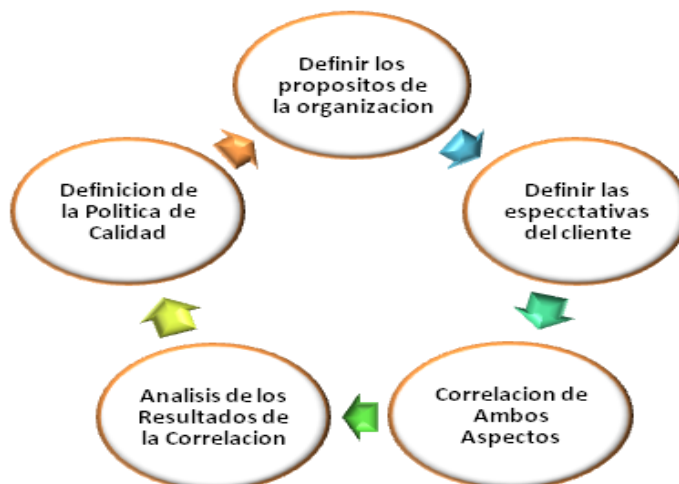 Definir los
propositos de
la organizacion
Definir las
especctativas
del cliente
Correlacion de
Ambos
Aspectos
Analisis de los
Resultados de
la Correlacion
Definicion de
la Politica de
Calidad